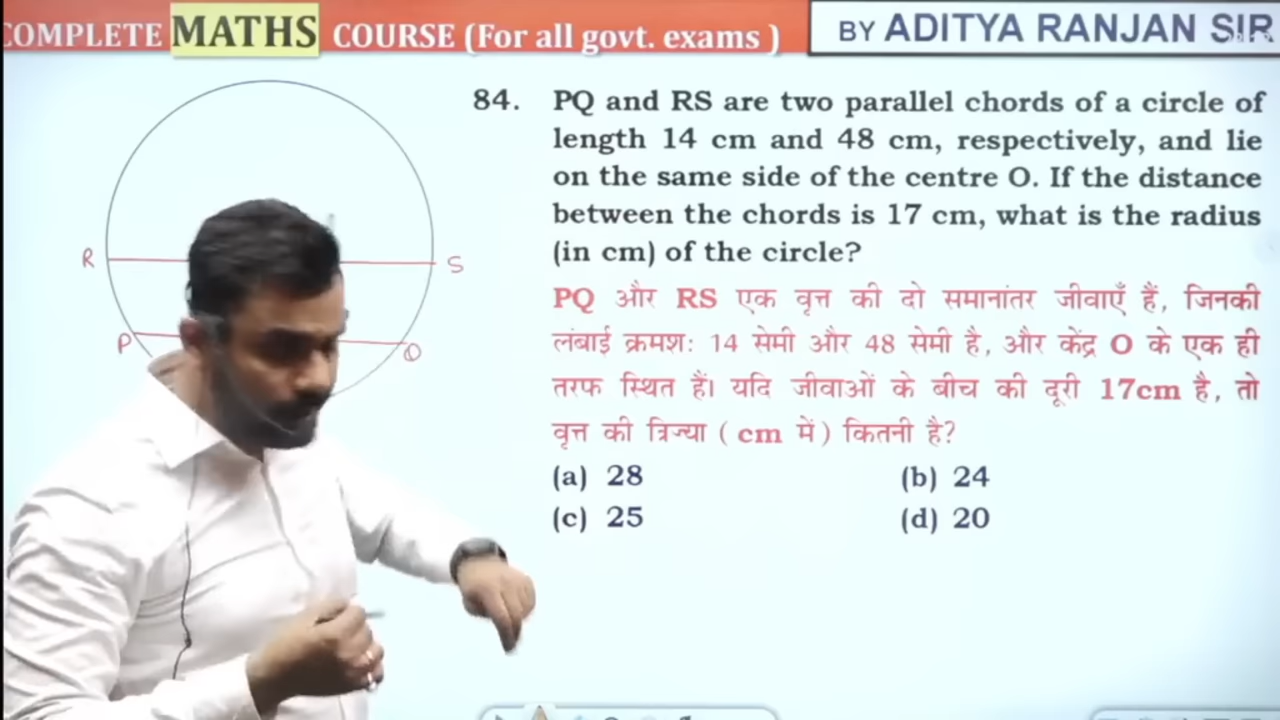 COMPLETE MATHS COURSE (For all govt. exams )
BY ADITYA RANJAN SIR
84. PQ and RS are two parallel chords of a circle of
length 14 cm and 48 cm, respectively, and lie
on the same side of the centre O. If the distance
between the chords is 17 cm, what is the radius
(in cm) of the circle?
PQ और RS एक वृत्त की दो समानांतर जीवाएँ हैं, जिनकी
लंबाई क्रमश: 14 सेमी और 48 सेमी है, और केंद्र O के एक ही
तरफ स्थित हैं। यदि जीवाओं के बीच की दूरी 17cm है, तो
वृत्त की त्रिज्या ( cm में ) कितनी है?
(a) 28 (b) 24
(c) 25 (d) 20
R S
P Q